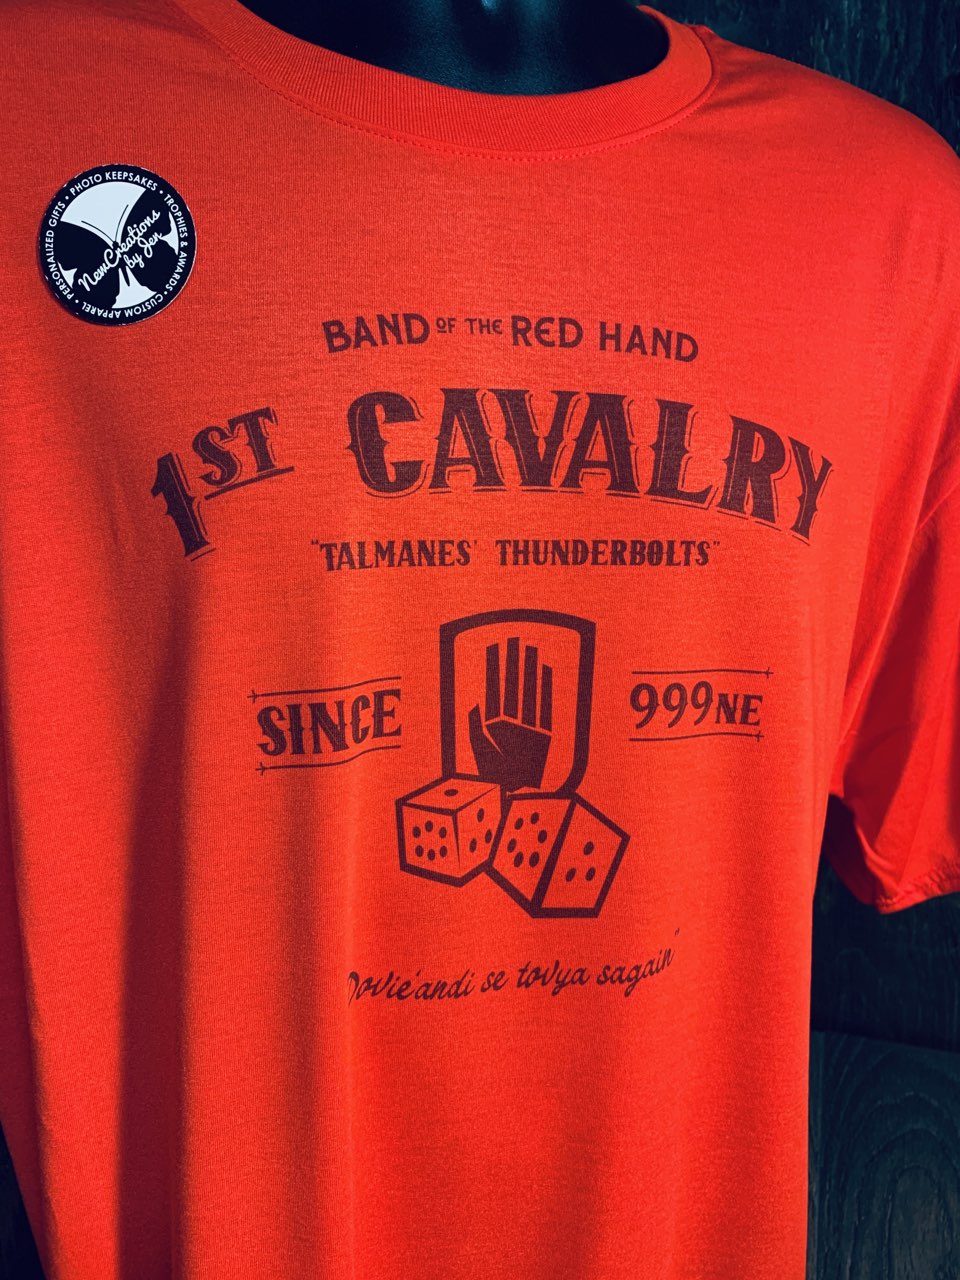 PERSONALIZED GIFTS • PHOTO KEEPSAKES • TROPHIES & AWARDS • CUSTOM APPAREL •
NewCreations
by Jen
BAND OF THE RED HAND
1ST CAVALRY
"TALMANES' THUNDERBOLTS"
SINCE
999NE
Dovie'andi se tovya sagain"